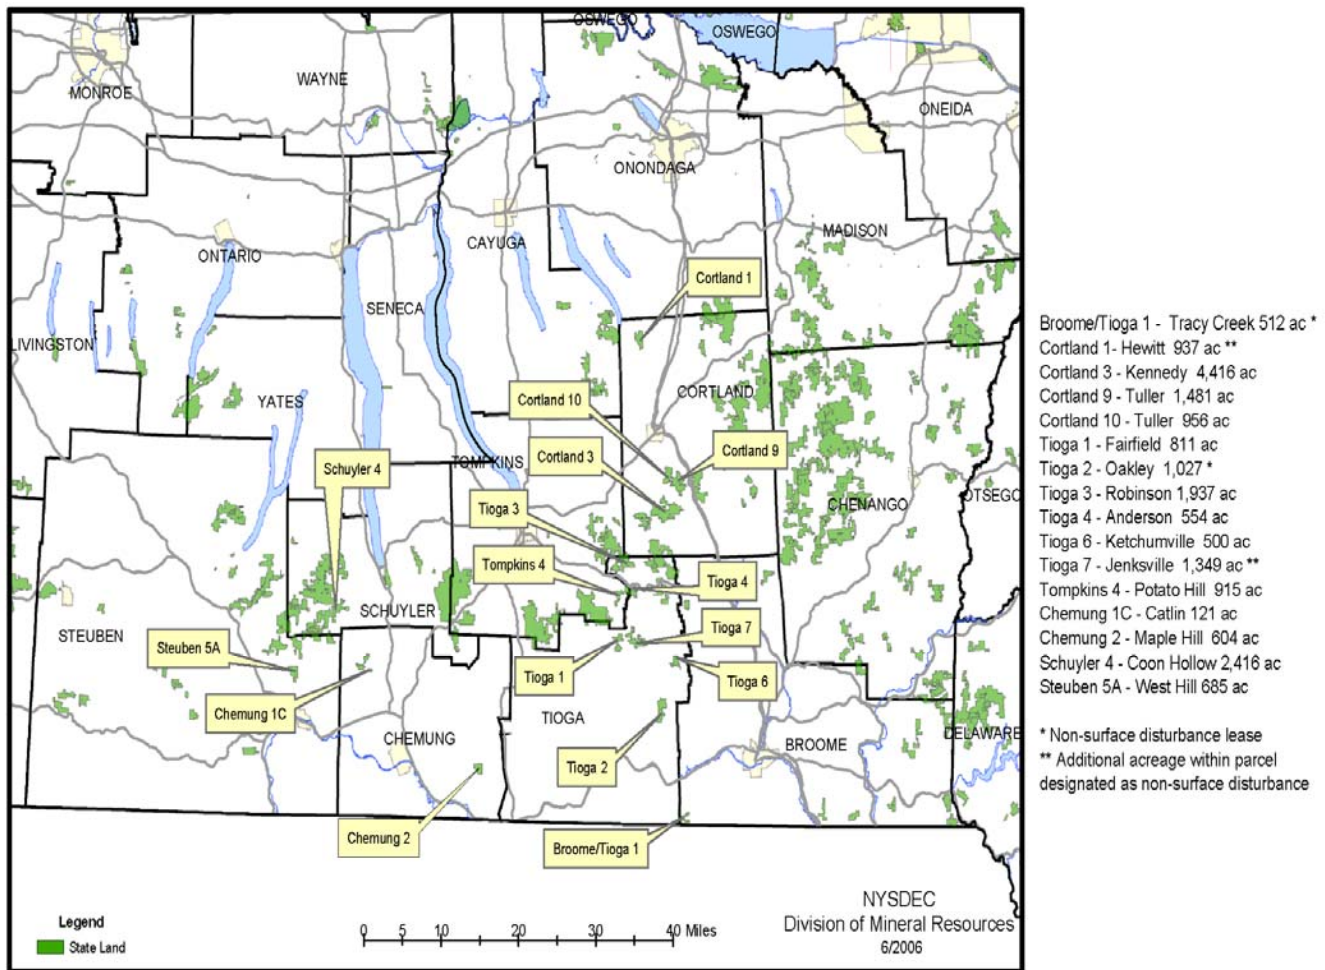 OSWEGO
OSWEGO
WAYNE
MONROE
ONEIDA
ONONDAGA
MADISON
CAYUGA
ONTARIO
Cortland 1
SENECA
LIVINGSTON
CORTLAND
Cortland 10
YATES
Cortland 9
Cortland 3
TOMPKINS
Schuyler 4
OTSEGO
CHENANGO
Tioga 3
Tompkins 4
Tioga 4
SCHUYLER
STEUBEN
Tioga 7
Steuben 5A
Tioga 1
Tioga 6
Chemung 1C
TIOGA
DELAWARE
CHEMUNG
BROOME
Tioga 2
Chemung 2
Broome/Tioga 1
Legend
State Land
0 5 10 20 30 40 Miles
NYSDEC
Division of Mineral Resources
6/2006
Broome/Tioga 1 - Tracy Creek 512 ac *
Cortland 1- Hewitt 937 ac **
Cortland 3 - Kennedy 4,416 ac
Cortland 9 - Tuller 1,481 ac
Cortland 10 - Tuller 956 ac
Tioga 1 - Fairfield 811 ac
Tioga 2 - Oakley 1,027 *
Tioga 3 - Robinson 1,937 ac
Tioga 4 - Anderson 554 ac
Tioga 6 - Ketchumville 500 ac
Tioga 7 - Jenksville 1,349 ac **
Tompkins 4 - Potato Hill 915 ac
Chemung 1C - Catlin 121 ac
Chemung 2 - Maple Hill 604 ac
Schuyler 4 - Coon Hollow 2,416 ac
Steuben 5A - West Hill 685 ac
* Non-surface disturbance lease
** Additional acreage within parcel
designated as non-surface disturbance